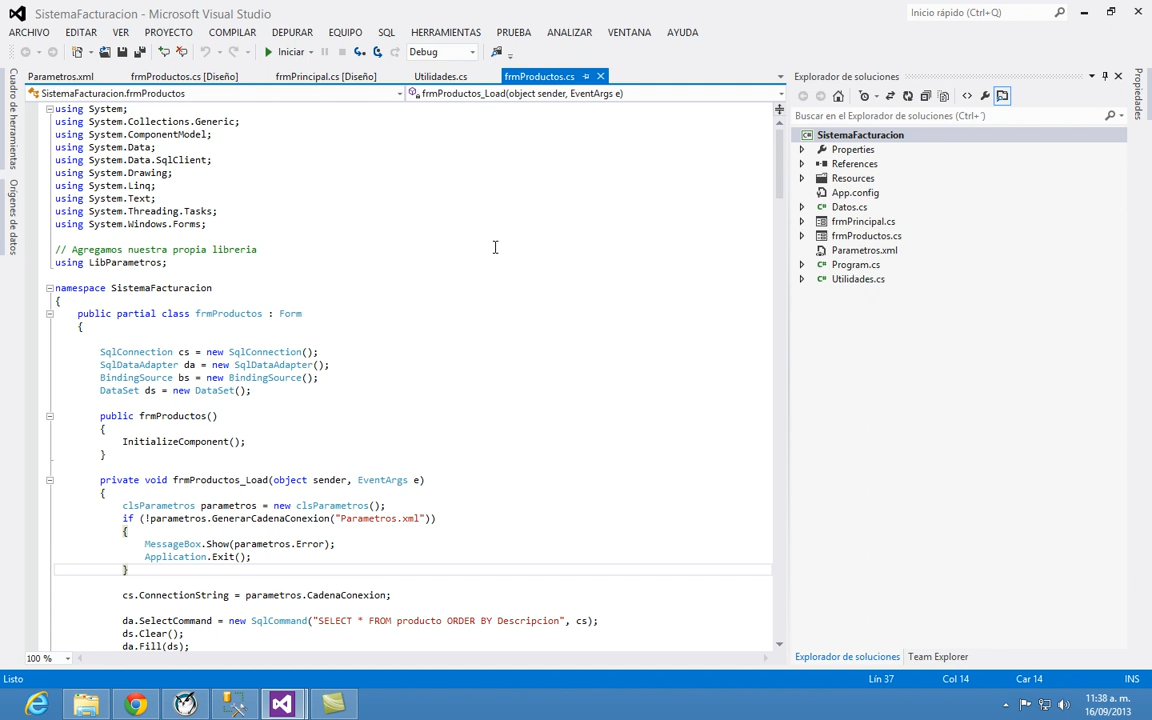 SistemaFacturacion - Microsoft Visual Studio
Inicio rápido (Ctrl+Q)
ARCHIVO EDITAR VER PROYECTO COMPILAR DEPURAR EQUIPO SQL HERRAMIENTAS PRUEBA ANALIZAR VENTANA AYUDA
Iniciar Debug
Cuadro de herramientas
Orígenes de datos
Parametros.xml frmProductos.cs [Diseño] frmPrincipal.cs [Diseño] Utilidades.cs frmProductos.cs
SistemaFacturacion.frmProductos frmProductos_Load(object sender, EventArgs e)
using System;
using System.Collections.Generic;
using System.ComponentModel;
using System.Data;
using System.Data.SqlClient;
using System.Drawing;
using System.Linq;
using System.Text;
using System.Threading.Tasks;
using System.Windows.Forms;
// Agregamos nuestra propia libreria
using LibParametros;
namespace SistemaFacturacion
{
public partial class frmProductos : Form
{
SqlConnection cs = new SqlConnection();
SqlDataAdapter da = new SqlDataAdapter();
BindingSource bs = new BindingSource();
DataSet ds = new DataSet();
public frmProductos()
{
InitializeComponent();
}
private void frmProductos_Load(object sender, EventArgs e)
{
clsParametros parametros = new clsParametros();
if (!parametros.GenerarCadenaConexion("Parametros.xml"))
{
MessageBox.Show(parametros.Error);
Application.Exit();
}
cs.ConnectionString = parametros.CadenaConexion;
da.SelectCommand = new SqlCommand("SELECT * FROM producto ORDER BY Descripcion", cs);
ds.Clear();
da.Fill(ds);
100 %
Explorador de soluciones
Buscar en el Explorador de soluciones (Ctrl+´)
SistemaFacturacion
Properties
References
Resources
App.config
Datos.cs
frmPrincipal.cs
frmProductos.cs
Parametros.xml
Program.cs
Utilidades.cs
Explorador de soluciones Team Explorer
Propiedades
Listo Lín 37 Col 14 Car 14 INS
11:38 a. m.
16/09/2013